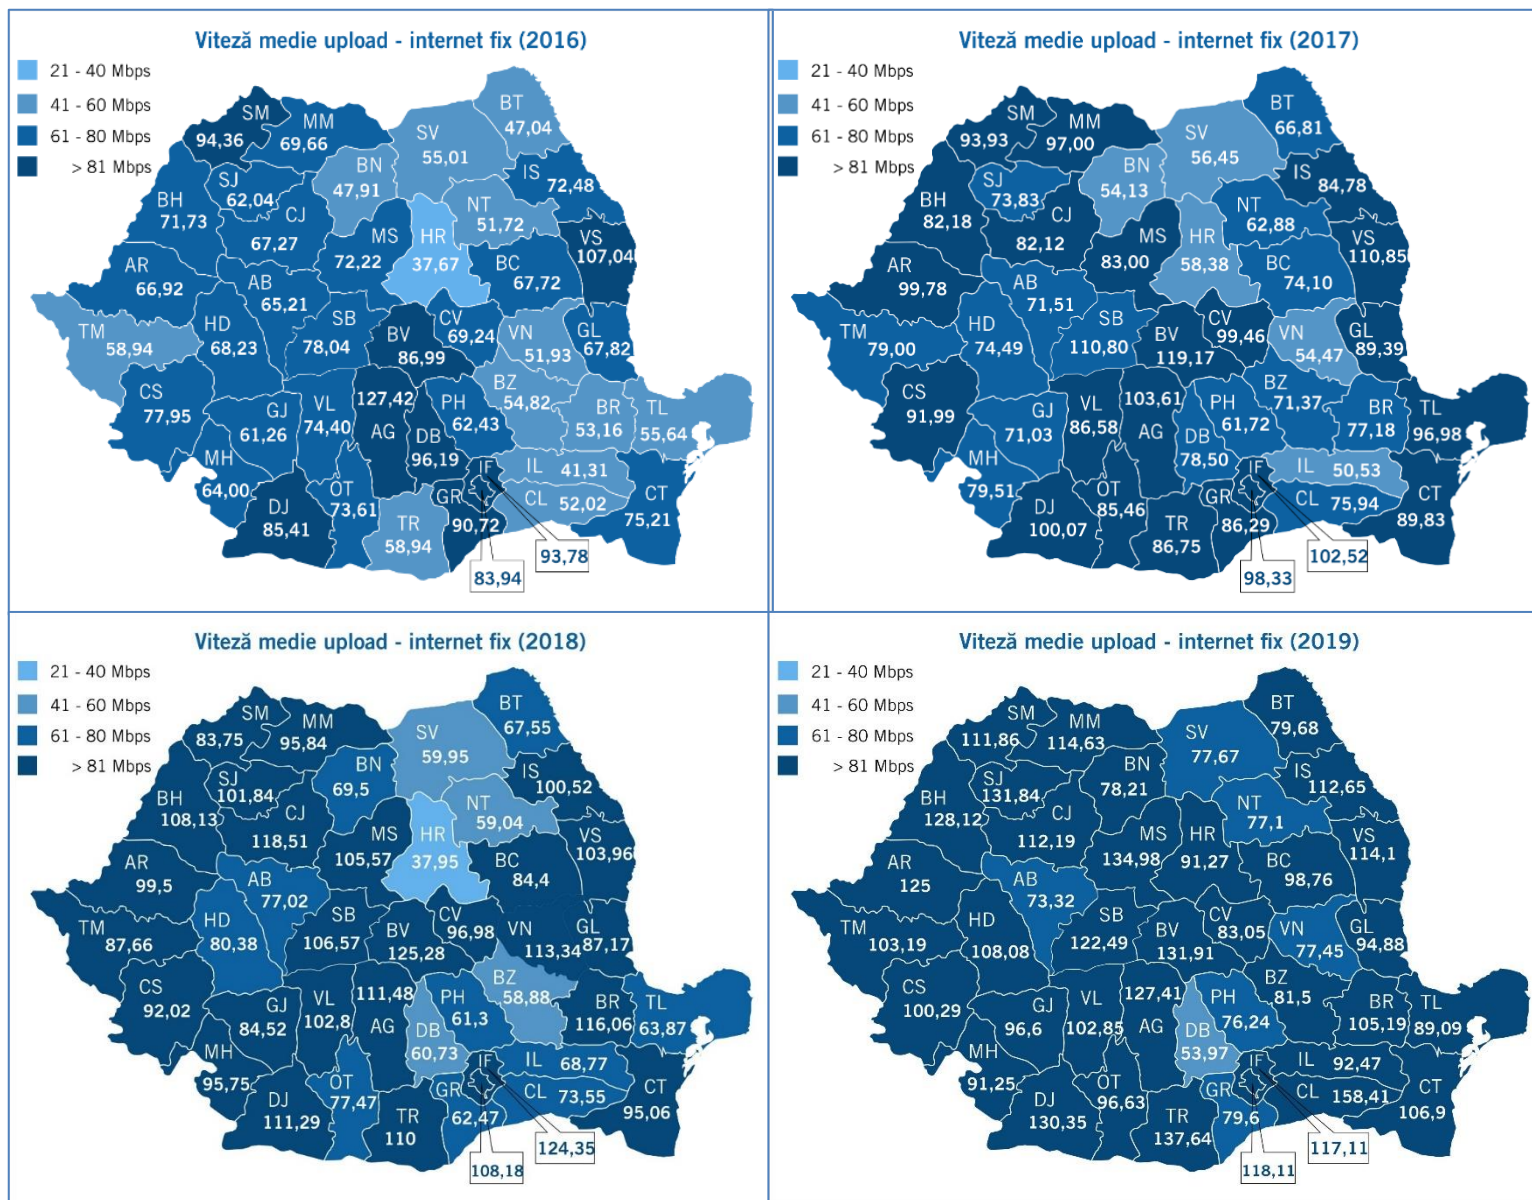 Viteză medie upload - internet fix (2016)
21 - 40 Mbps
41 - 60 Mbps
61 - 80 Mbps
> 81 Mbps
SM
94,36
MM
69,66
SV
55,01
BT
47,04
BN
47,91
IS
72,48
SJ
62,04
BH
71,73
CJ
67,27
NT
51,72
MS
72,22
HR
37,67
VS
107,04
BC
67,72
AR
66,92
AB
65,21
TM
58,94
HD
68,23
SB
78,04
BV
86,99
CV
69,24
VN
51,93
GL
67,82
CS
77,95
GJ
61,26
VL
74,40
127,42
AG
PH
62,43
DB
96,19
BZ
54,82
BR
53,16
TL
55,64
MH
64,00
DJ
85,41
OT
73,61
TR
58,94
GR
90,72
IF
IL
41,31
CL
52,02
CT
75,21
93,78
83,94
Viteză medie upload - internet fix (2017)
21 - 40 Mbps
41 - 60 Mbps
61 - 80 Mbps
> 81 Mbps
SM
93,93
MM
97,00
SV
56,45
BT
66,81
BN
54,13
IS
84,78
SJ
73,83
BH
82,18
CJ
82,12
NT
62,88
MS
83,00
HR
58,38
VS
110,85
BC
74,10
AR
99,78
AB
71,51
TM
79,00
HD
74,49
SB
110,80
BV
119,17
CV
99,46
VN
54,47
GL
89,39
CS
91,99
GJ
71,03
VL
86,58
103,61
AG
PH
61,72
DB
78,50
BZ
71,37
BR
77,18
TL
96,98
MH
79,51
DJ
100,07
OT
85,46
TR
86,75
GR
86,29
IF
IL
50,53
CL
75,94
CT
89,83
102,52
98,33
Viteză medie upload - internet fix (2018)
21 - 40 Mbps
41 - 60 Mbps
61 - 80 Mbps
> 81 Mbps
SM
83,75
MM
95,84
SV
59,95
BT
67,55
BN
69,5
IS
100,52
SJ
101,84
BH
108,13
CJ
118,51
NT
59,04
MS
105,57
HR
37,95
VS
103,96
BC
84,4
AR
99,5
AB
77,02
TM
87,66
HD
80,38
SB
106,57
BV
125,28
CV
96,98
VN
113,34
GL
87,17
CS
92,02
GJ
84,52
VL
102,8
111,48
AG
PH
61,3
DB
60,73
BZ
58,88
BR
116,06
TL
63,87
MH
95,75
DJ
111,29
OT
77,47
TR
110
GR
62,47
IF
IL
68,77
CL
73,55
CT
95,06
124,35
108,18
Viteză medie upload - internet fix (2019)
21 - 40 Mbps
41 - 60 Mbps
61 - 80 Mbps
> 81 Mbps
SM
111,86
MM
114,63
SV
77,67
BT
79,68
BN
78,21
IS
112,65
SJ
131,84
BH
128,12
CJ
112,19
NT
77,1
MS
134,98
HR
91,27
VS
114,1
BC
98,76
AR
125
AB
73,32
TM
103,19
HD
108,08
SB
122,49
BV
131,91
CV
83,05
VN
77,45
GL
94,88
CS
100,29
GJ
96,6
VL
102,85
127,41
AG
PH
76,24
DB
53,97
BZ
81,5
BR
105,19
TL
89,09
MH
91,25
DJ
130,35
OT
96,63
TR
137,64
GR
79,6
IF
IL
92,47
CL
158,41
CT
106,9
117,11
118,11